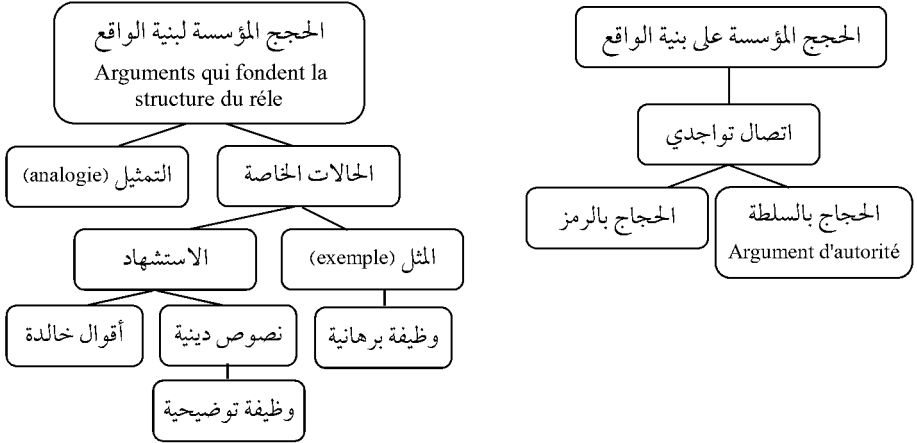 الحجج المؤسسة على بنية الواقع
اتصال تواجدي
الحجاج بالسلطة
Argument d'autorité
الحجاج بالرمز
الحجج المؤسسة لبنية الواقع
Arguments qui fondent la
structure du réle
الحالات الخاصة
التمثيل (analogie)
المثل (exemple)
الاستشهاد
وظيفة برهانية
نصوص دينية
أقوال خالدة
وظيفة توضيحية